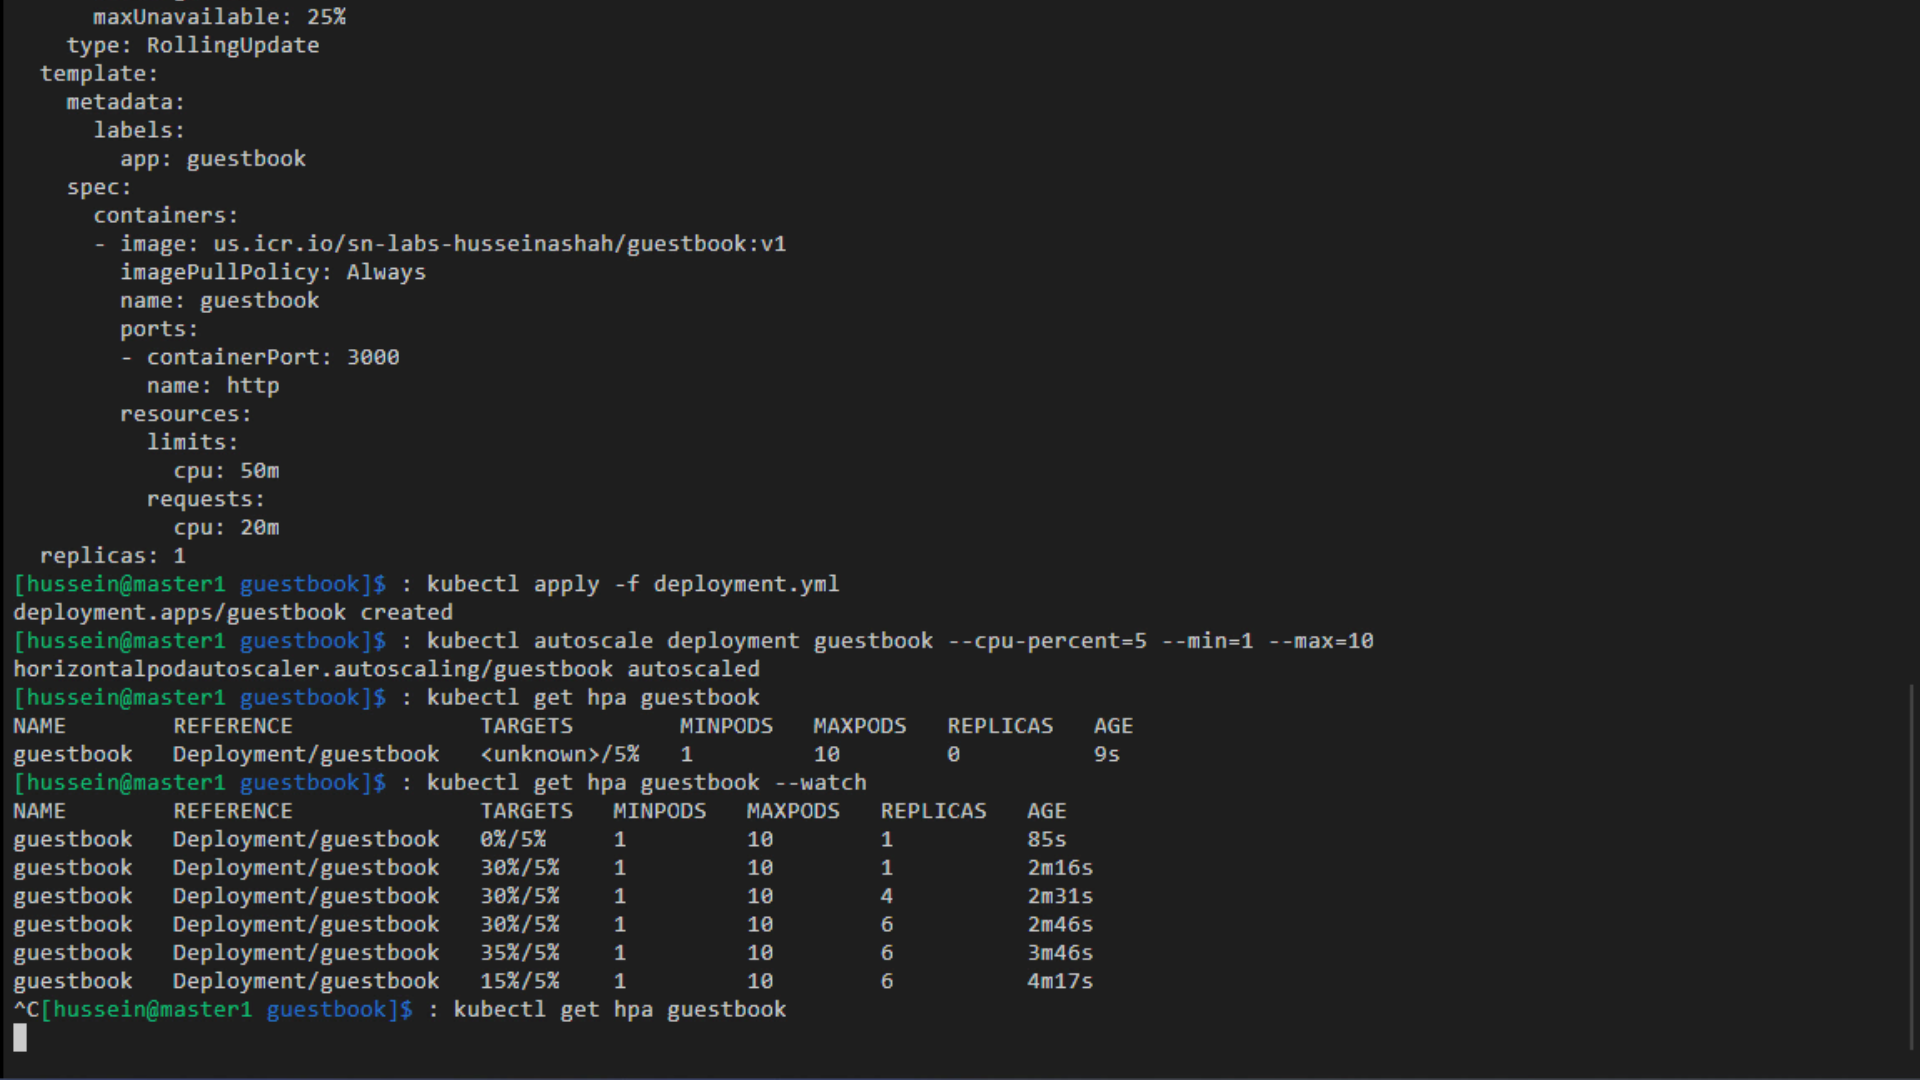 maxUnavailable: 25%
type: RollingUpdate
template:
metadata:
labels:
app: guestbook
spec:
containers:
- image: us.icr.io/sn-labs-husseinashah/guestbook:v1
imagePullPolicy: Always
name: guestbook
ports:
- containerPort: 3000
name: http
resources:
limits:
cpu: 50m
requests:
cpu: 20m
replicas: 1
[hussein@master1 guestbook]$ : kubectl apply -f deployment.yml
deployment.apps/guestbook created
[hussein@master1 guestbook]$ : kubectl autoscale deployment guestbook --cpu-percent=5 --min=1 --max=10
horizontalpodautoscaler.autoscaling/guestbook autoscaled
[hussein@master1 guestbook]$ : kubectl get hpa guestbook
NAME REFERENCE TARGETS MINPODS MAXPODS REPLICAS AGE
guestbook Deployment/guestbook <unknown>/5% 1 10 0 9s
[hussein@master1 guestbook]$ : kubectl get hpa guestbook --watch
NAME REFERENCE TARGETS MINPODS MAXPODS REPLICAS AGE
guestbook Deployment/guestbook 0%/5% 1 10 1 85s
guestbook Deployment/guestbook 30%/5% 1 10 1 2m16s
guestbook Deployment/guestbook 30%/5% 1 10 4 2m31s
guestbook Deployment/guestbook 30%/5% 1 10 6 2m46s
guestbook Deployment/guestbook 35%/5% 1 10 6 3m46s
guestbook Deployment/guestbook 15%/5% 1 10 6 4m17s
^C[hussein@master1 guestbook]$ : kubectl get hpa guestbook